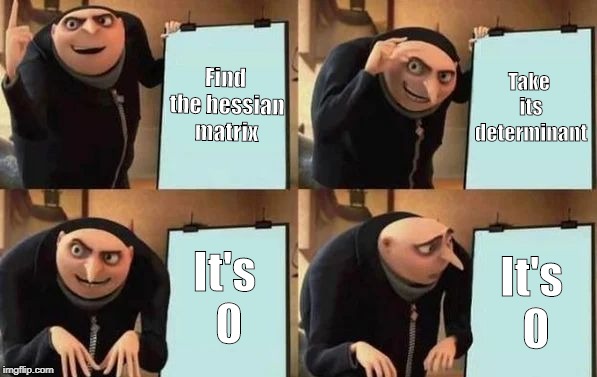 Find
the hessian
matrix
Take
its
determinant
It's
0
It's
0
imgflip.com